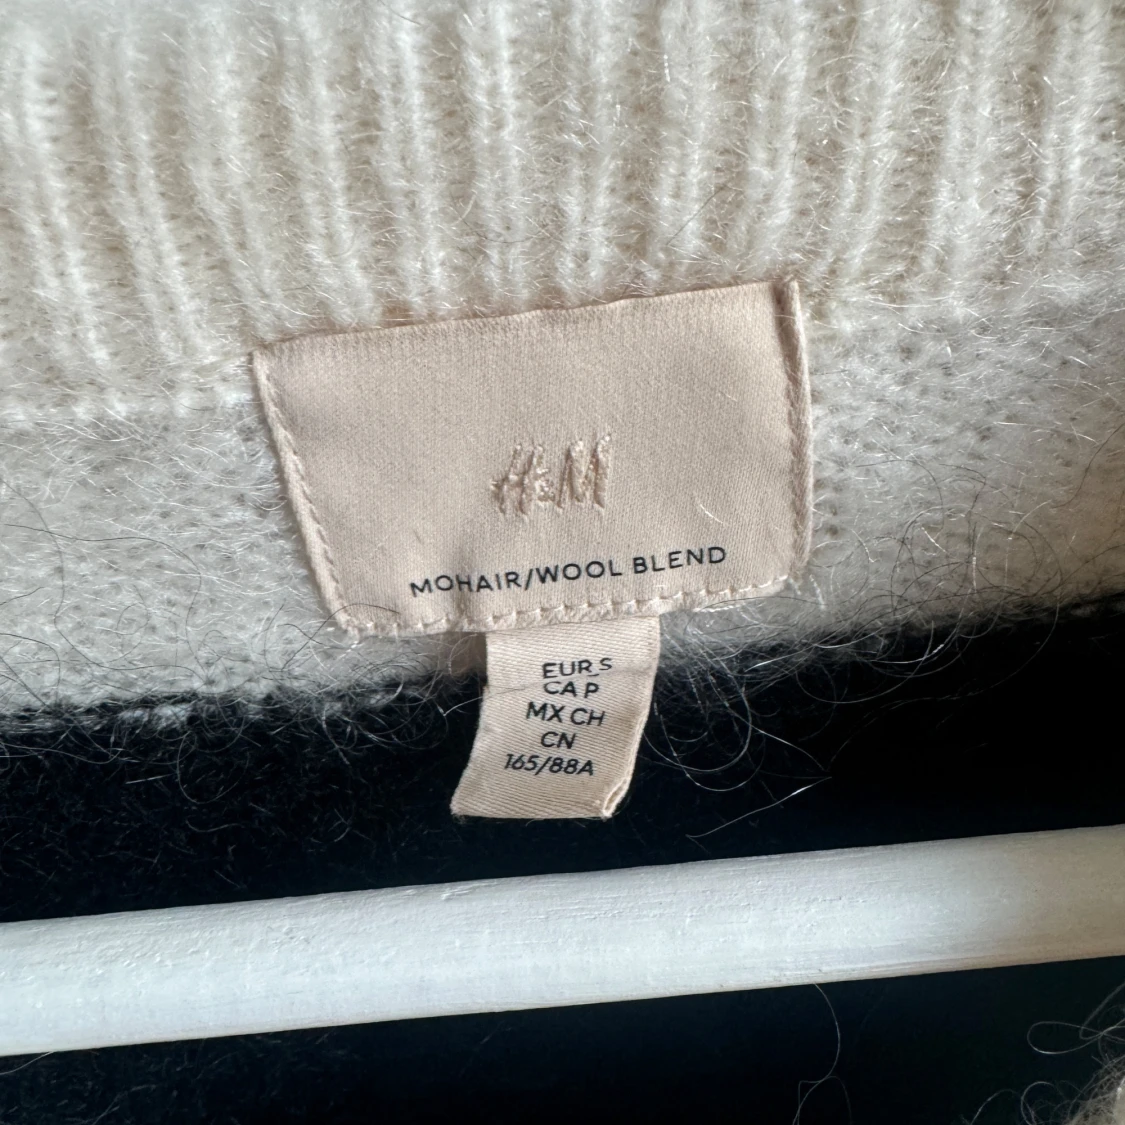 H&M
MOHAIR/WOOL BLEND
EUR S
CA P
MX CH
CN
165/88A